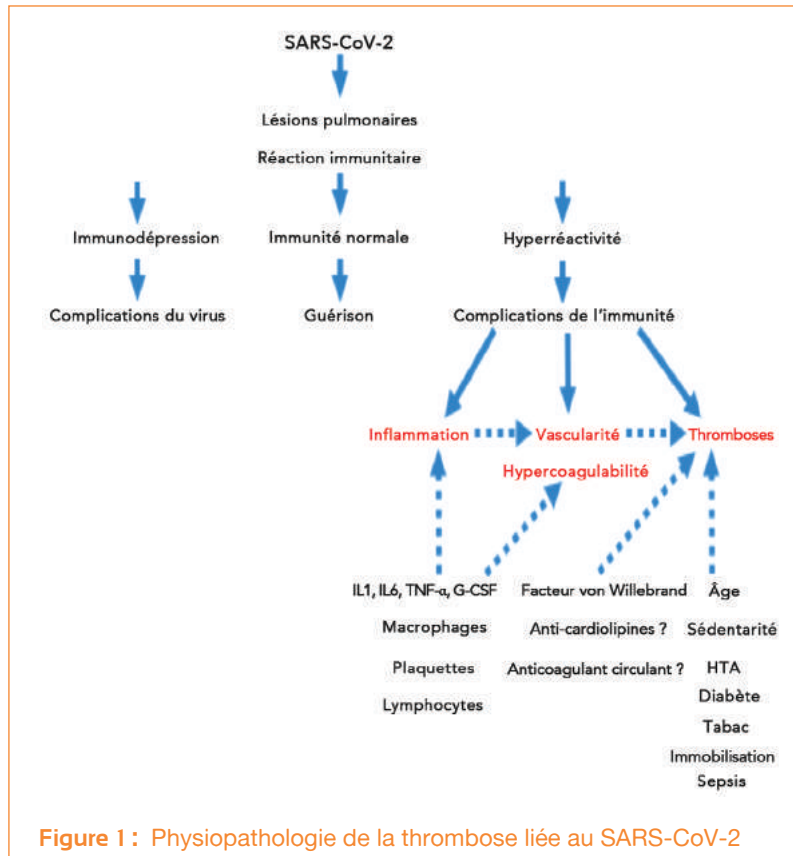 SARS-CoV-2
Lésions pulmonaires
Réaction immunitaire
Immunodépression
Immunité normale
Hyperréactivité
Complications du virus
Guérison
Complications de l'immunité
Inflammation
Vascularité
Thromboses
Hypercoagulabilité
IL1, IL6, TNF-α, G-CSF
Macrophages
Plaquettes
Lymphocytes
Facteur von Willebrand
Anti-cardiolipines ?
Anticoagulant circulant ?
Âge
Sédentarité
HTA
Diabète
Tabac
Immobilisation
Sepsis
Figure 1 : Physiopathologie de la thrombose liée au SARS-CoV-2